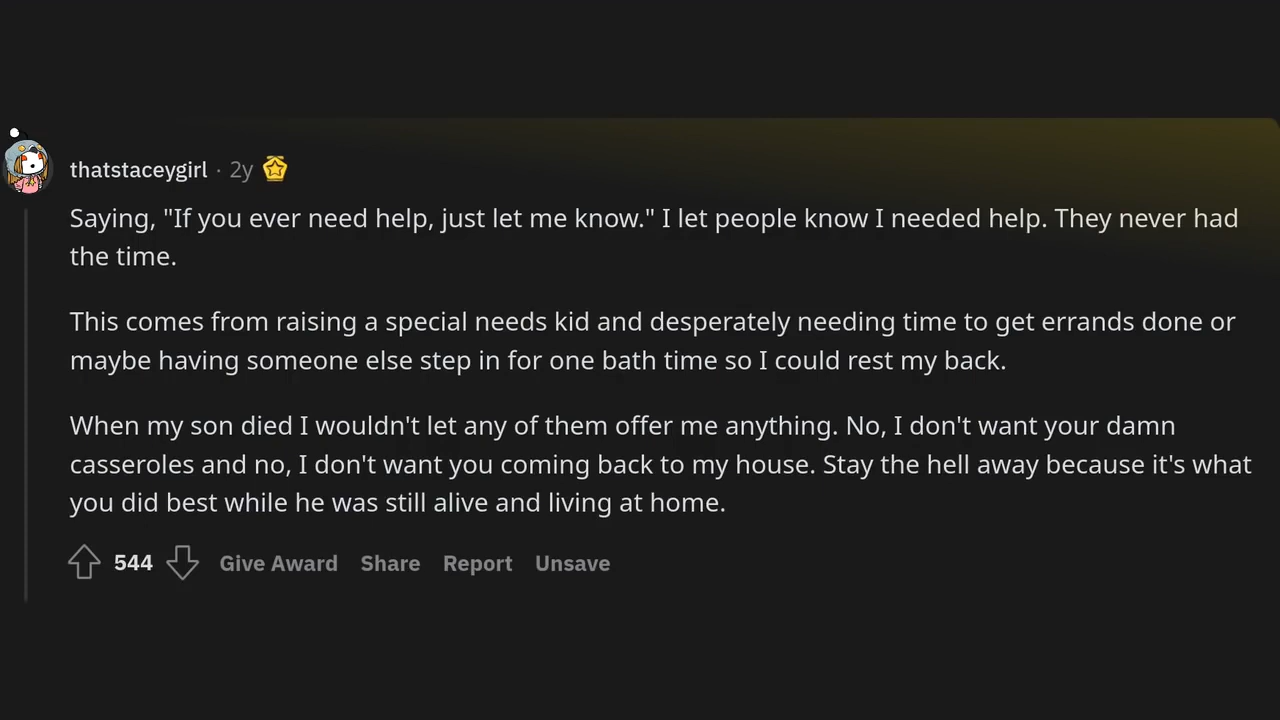 thatstaceygirl · 2y
Saying, "If you ever need help, just let me know." I let people know I needed help. They never had
the time.
This comes from raising a special needs kid and desperately needing time to get errands done or
maybe having someone else step in for one bath time so I could rest my back.
When my son died I wouldn't let any of them offer me anything. No, I don't want your damn
casseroles and no, I don't want you coming back to my house. Stay the hell away because it's what
you did best while he was still alive and living at home.
544 Give Award Share Report Unsave